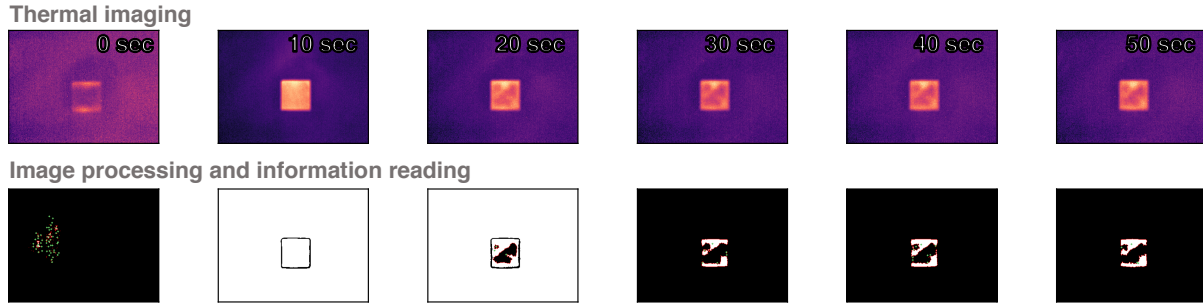 Thermal imaging
0 sec
10 sec
20 sec
30 sec
40 sec
50 sec
Image processing and information reading